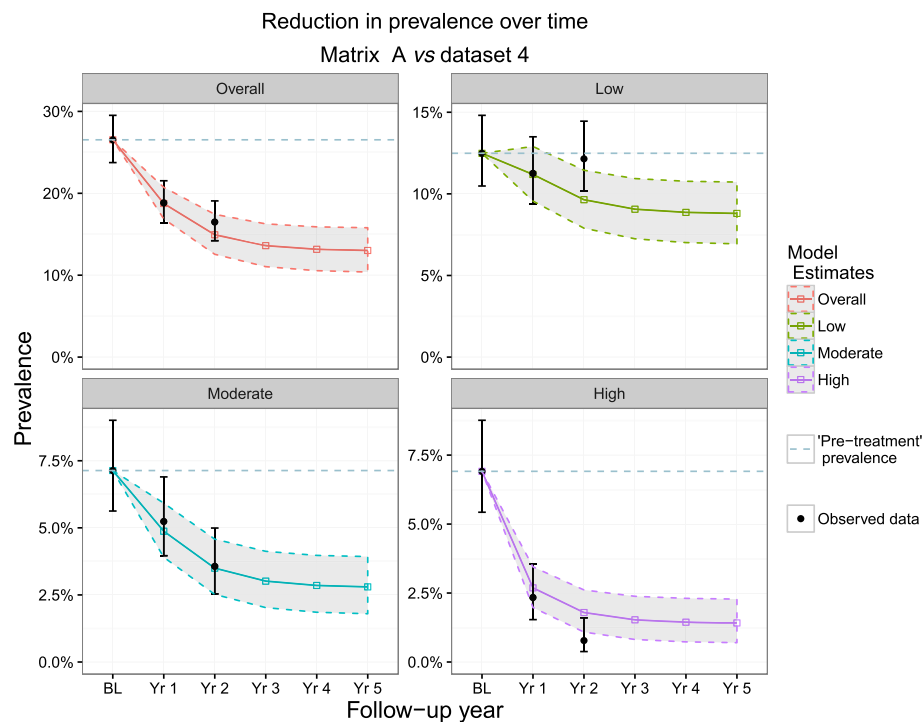 Reduction in prevalence over time
Matrix A vs dataset 4
Overall
Low
30%
20%
10%
0%
15%
10%
5%
0%
Moderate
High
7.5%
5.0%
2.5%
0.0%
7.5%
5.0%
2.5%
0.0%
BL Yr 1 Yr 2 Yr 3 Yr 4 Yr 5
BL Yr 1 Yr 2 Yr 3 Yr 4 Yr 5
Prevalence
Follow−up year
Model
Estimates
Overall
Low
Moderate
High
'Pre−treatment'
prevalence
Observed data